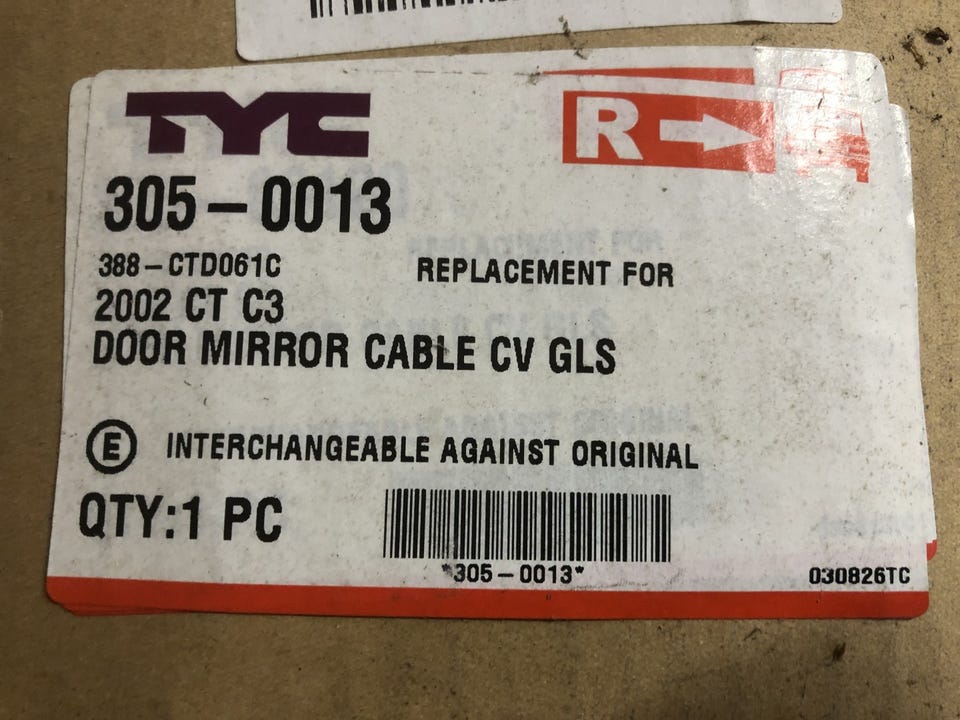 TYC
R
305-0013
388-CTD061C
REPLACEMENT FOR
2002 CT C3
DOOR MIRROR CABLE CV GLS
E INTERCHANGEABLE AGAINST ORIGINAL
QTY:1 PC
*305-0013*
030826TC